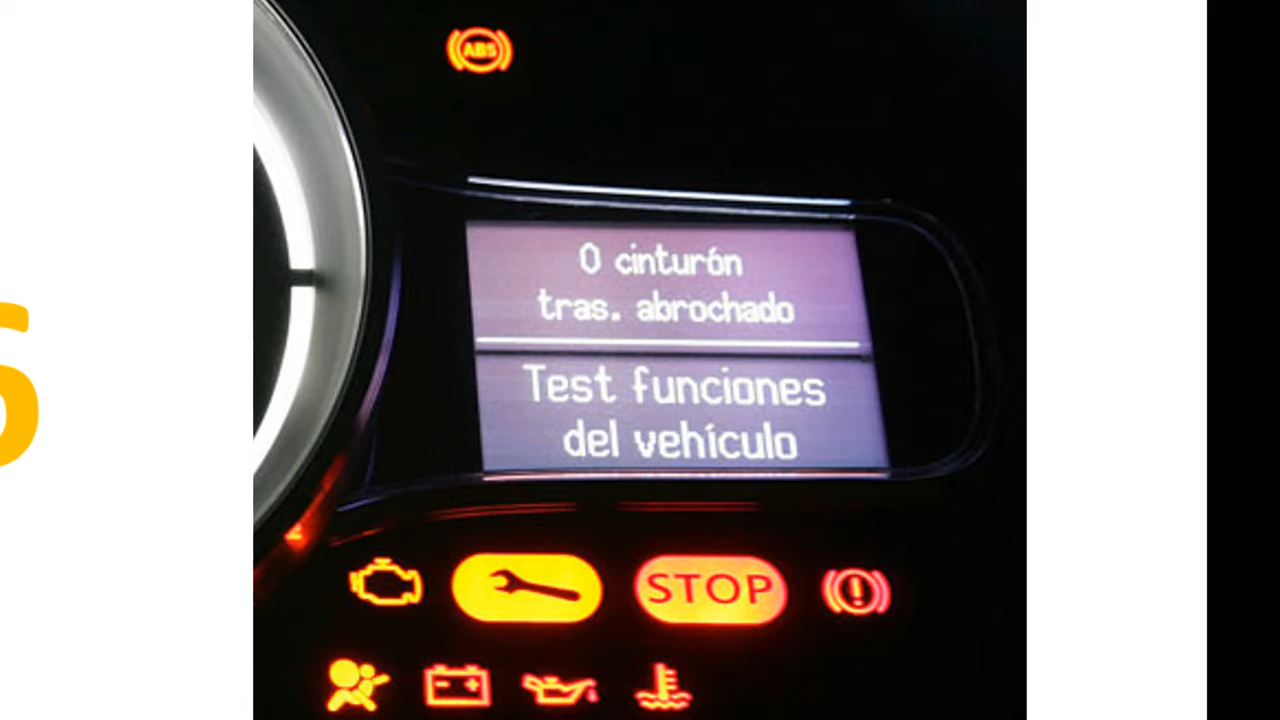 ABS
0 cinturón
tras. abrochado
Test funciones
del vehículo
STOP